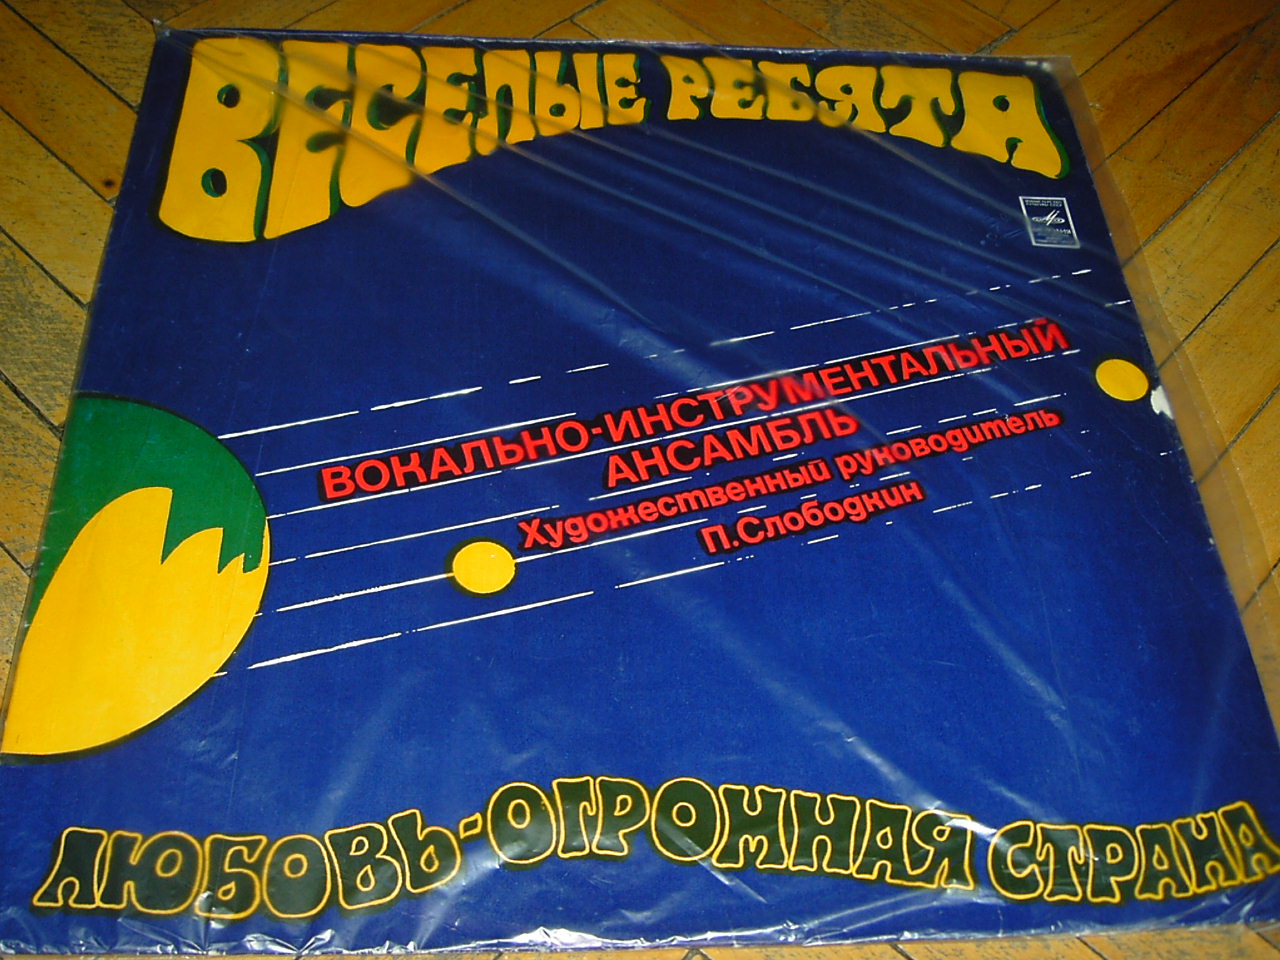 ВЕСЕЛЫЕ РЕБЯТА
ВОКАЛЬНО-ИНСТРУМЕНТАЛЬНЫЙ
АНСАМБЛЬ
Художественный руководитель
П.Слободкин
ЛЮБОВЬ-ОГРОМНАЯ СТРАНА